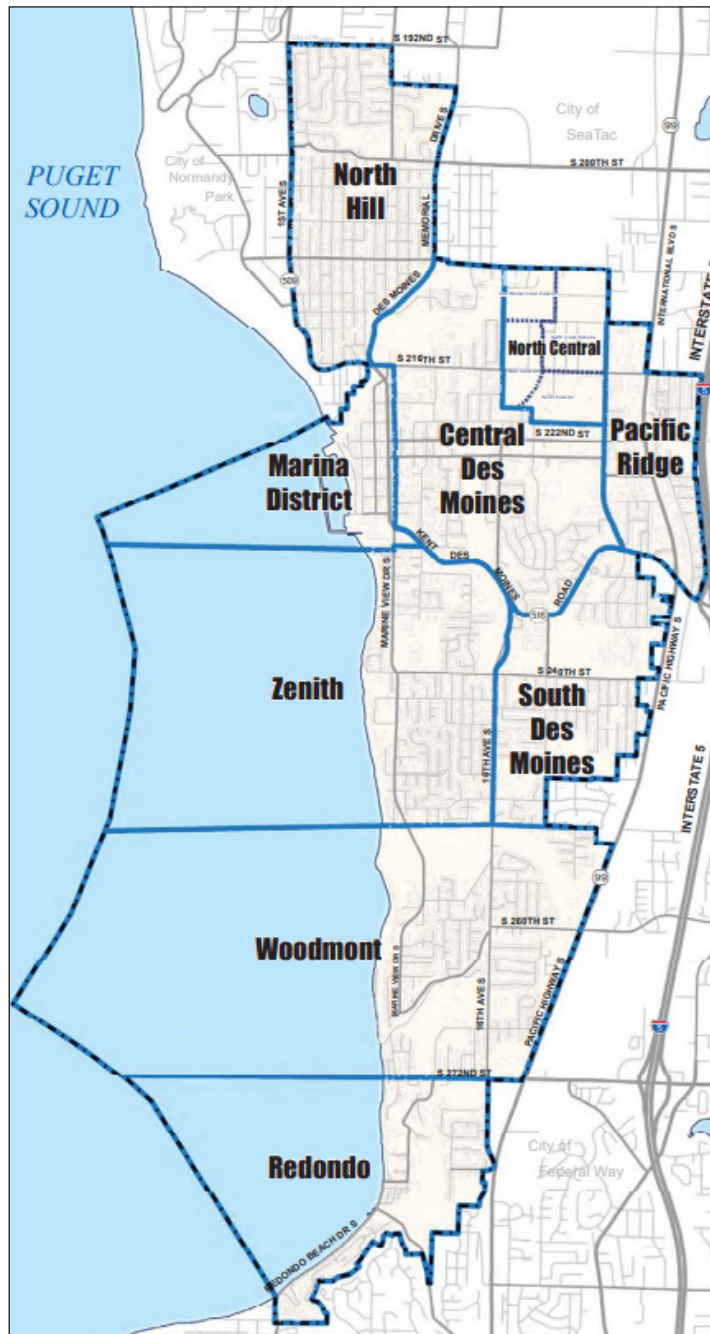 S 192ND ST
City of
SeaTac
99
DRIVE S
City of
Normandy
Park
S 200TH ST
PUGET
SOUND
North
Hill
1ST AVE S
MEMORIAL
INTERNATIONAL BLVD S
INTERSTATE 5
509
DES MOINES
North Central
S 216TH ST
5
S 222ND ST
Central
Des
Moines
Pacific
Ridge
Marina
District
KENT
DES
MOINES
ROAD
516
MARINE VIEW DR S
PACIFIC HIGHWAY S
S 240TH ST
Zenith
South
Des
Moines
16TH AVE S
INTERSTATE 5
99
S 260TH ST
Woodmont
MARINE VIEW DR S
16TH AVE S
PACIFIC HIGHWAY S
5
S 272ND ST
City of
Federal Way
Redondo
REDONDO BEACH DR S